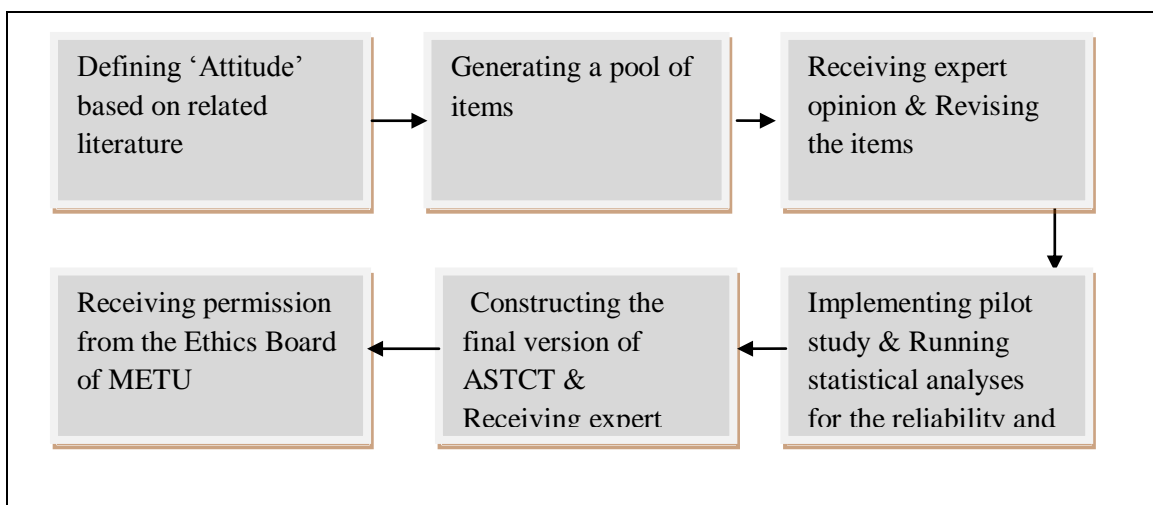 Defining ‘Attitude’
based on related
literature
Generating a pool of
items
Receiving expert
opinion & Revising
the items
Implementing pilot
study & Running
statistical analyses
for the reliability and
Constructing the
final version of
ASTCT &
Receiving expert
Receiving permission
from the Ethics Board
of METU